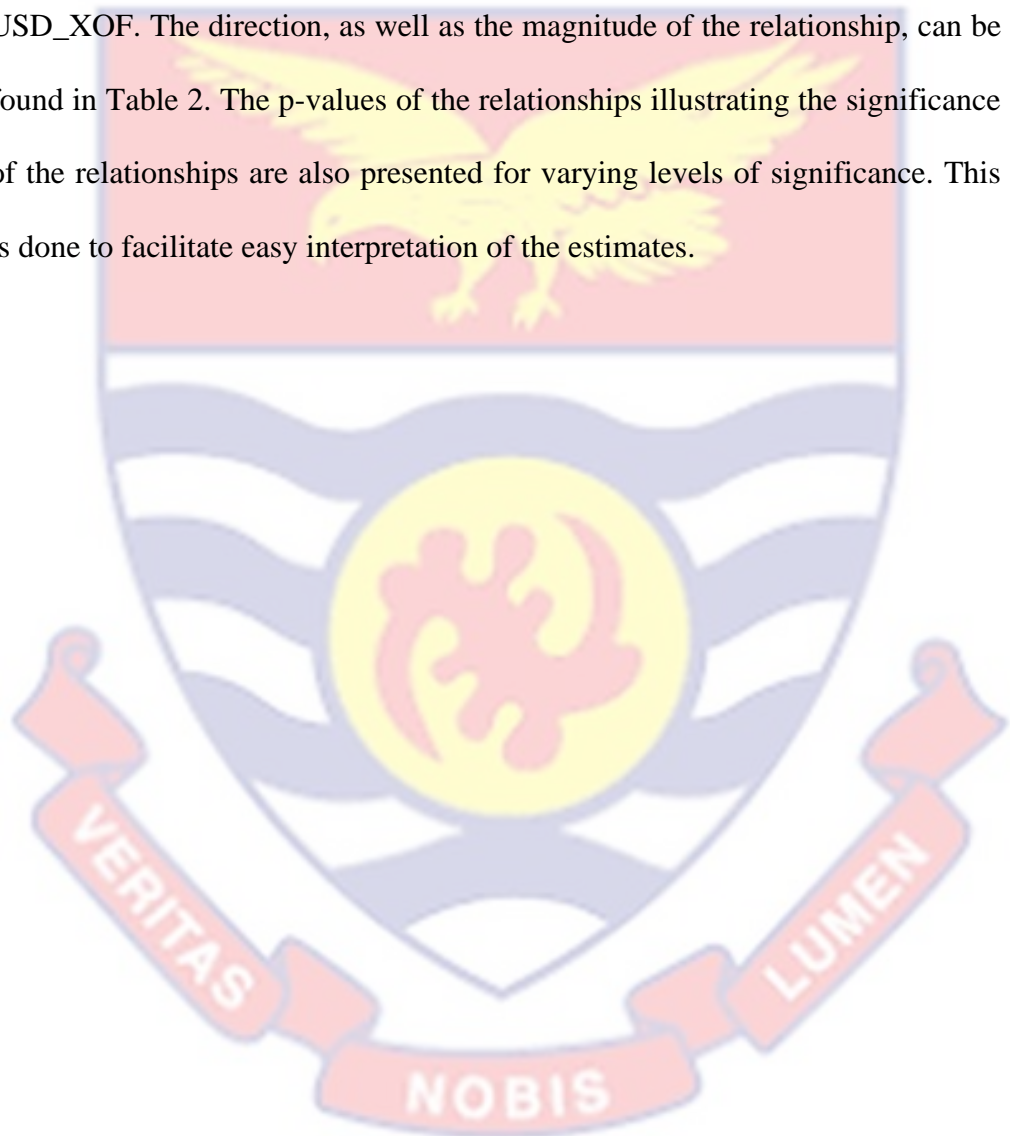 USD_XOF. The direction, as well as the magnitude of the relationship, can be
found in Table 2. The p-values of the relationships illustrating the significance
of the relationships are also presented for varying levels of significance. This
is done to facilitate easy interpretation of the estimates.
VERITAS
NOBIS
LUMEN